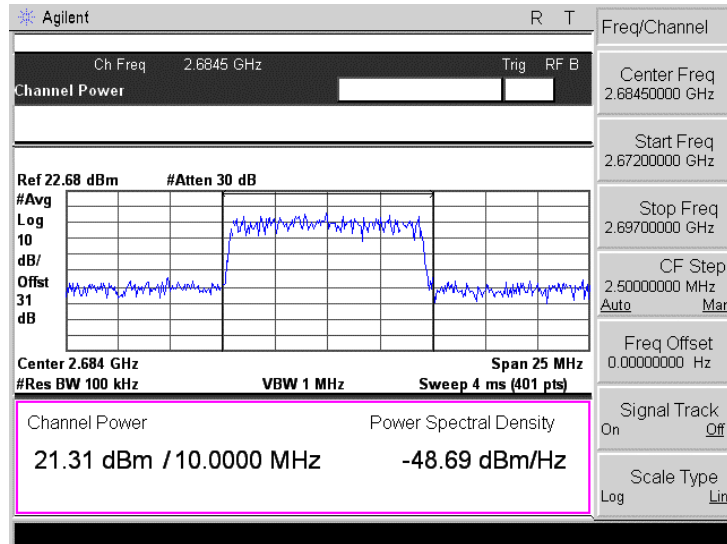 Agilent R T
Ch Freq 2.6845 GHz Trig RF B
Channel Power
Ref 22.68 dBm #Atten 30 dB
#Avg
Log
10
dB/
Offst
31
dB
Center 2.684 GHz Span 25 MHz
#Res BW 100 kHz VBW 1 MHz Sweep 4 ms (401 pts)
Channel Power Power Spectral Density
21.31 dBm / 10.0000 MHz -48.69 dBm/Hz
Freq/Channel
Center Freq
2.68450000 GHz
Start Freq
2.67200000 GHz
Stop Freq
2.69700000 GHz
CF Step
2.50000000 MHz
Auto Man
Freq Offset
0.00000000 Hz
Signal Track
On Off
Scale Type
Log Lin